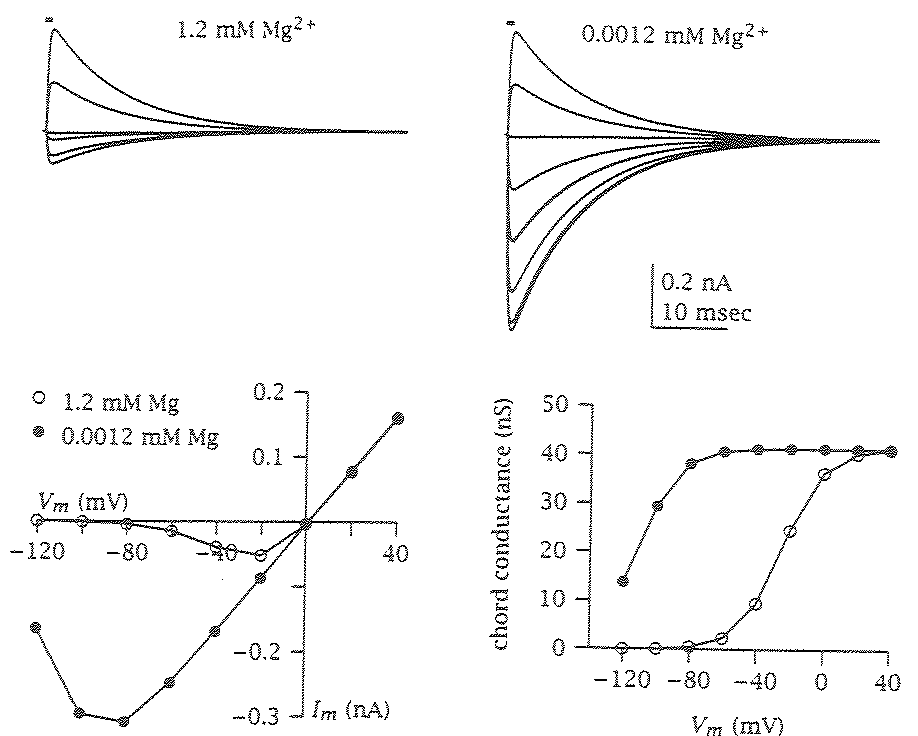 1.2 mM Mg2+
0.0012 mM Mg2+
0.2 nA
10 msec
1.2 mM Mg
0.0012 mM Mg
Vm (mV)
0.2
0.1
−120
−80
−40
40
−0.2
−0.3
Im (nA)
chord conductance (nS)
50
40
30
20
10
0
−120
−80
−40
0
40
Vm (mV)